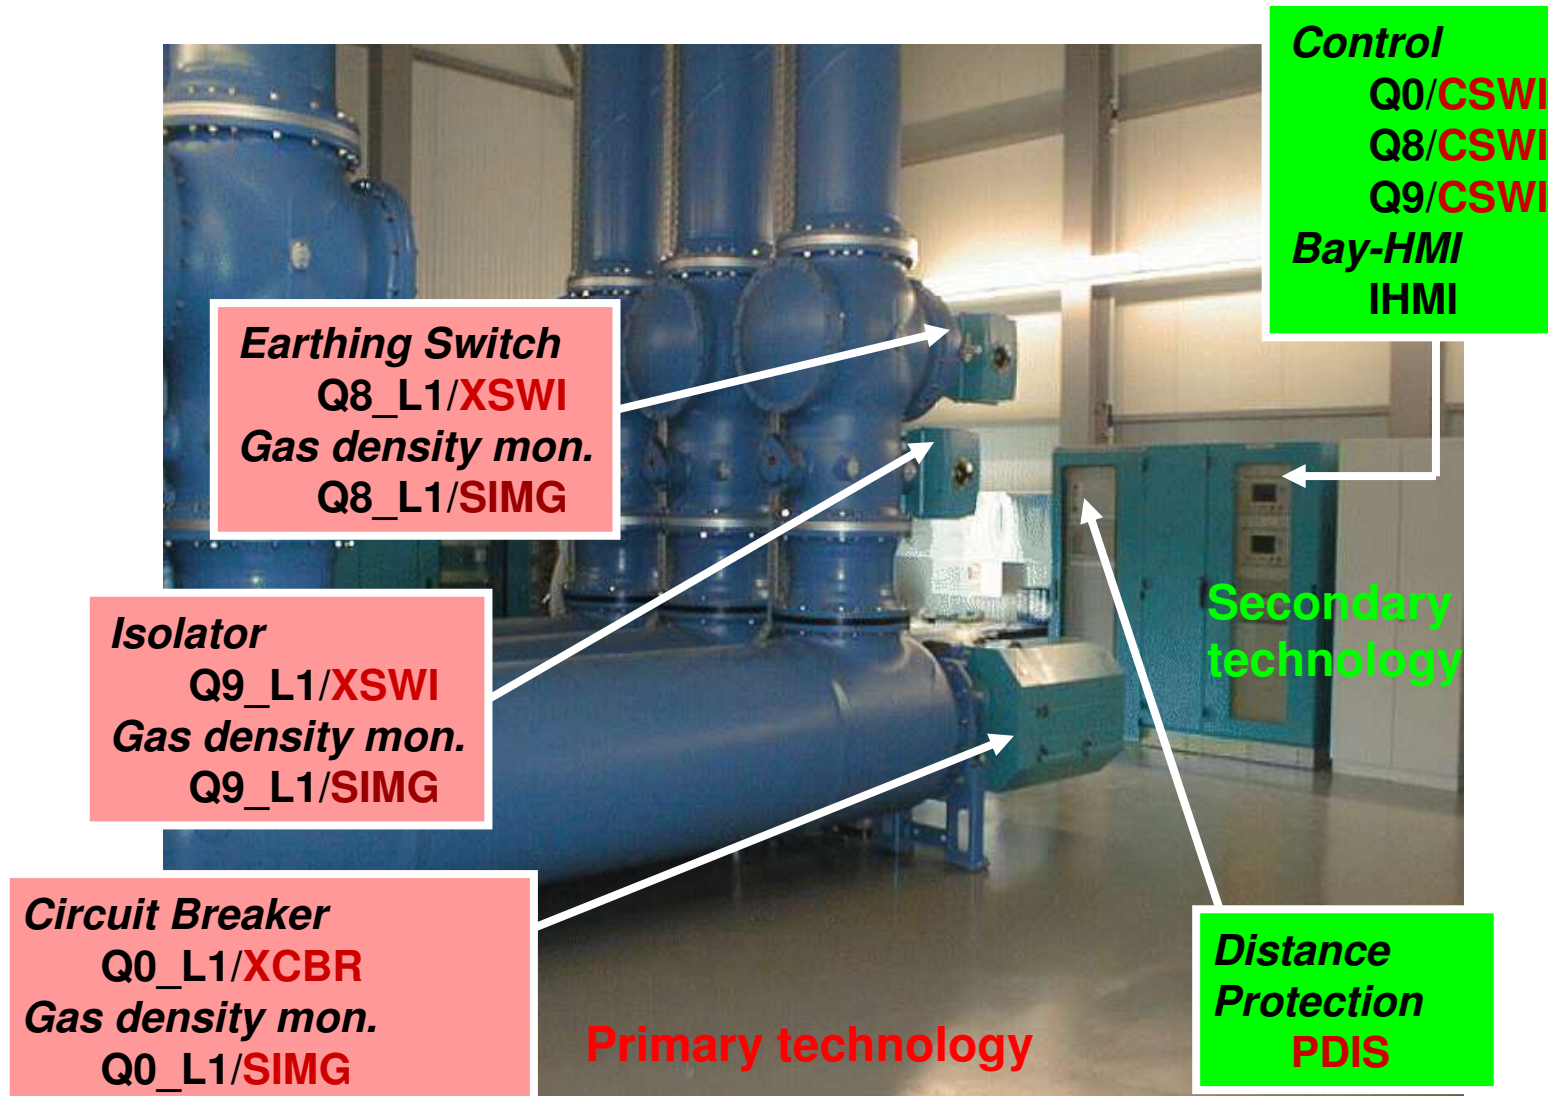 Control
Q0/CSWI
Q8/CSWI
Q9/CSWI
Bay-HMI
IHMI
Earthing Switch
Q8_L1/XSWI
Gas density mon.
Q8_L1/SIMG
Isolator
Q9_L1/XSWI
Gas density mon.
Q9_L1/SIMG
Secondary
technology
Circuit Breaker
Q0_L1/XCBR
Gas density mon.
Q0_L1/SIMG
Primary technology
Distance
Protection
PDIS